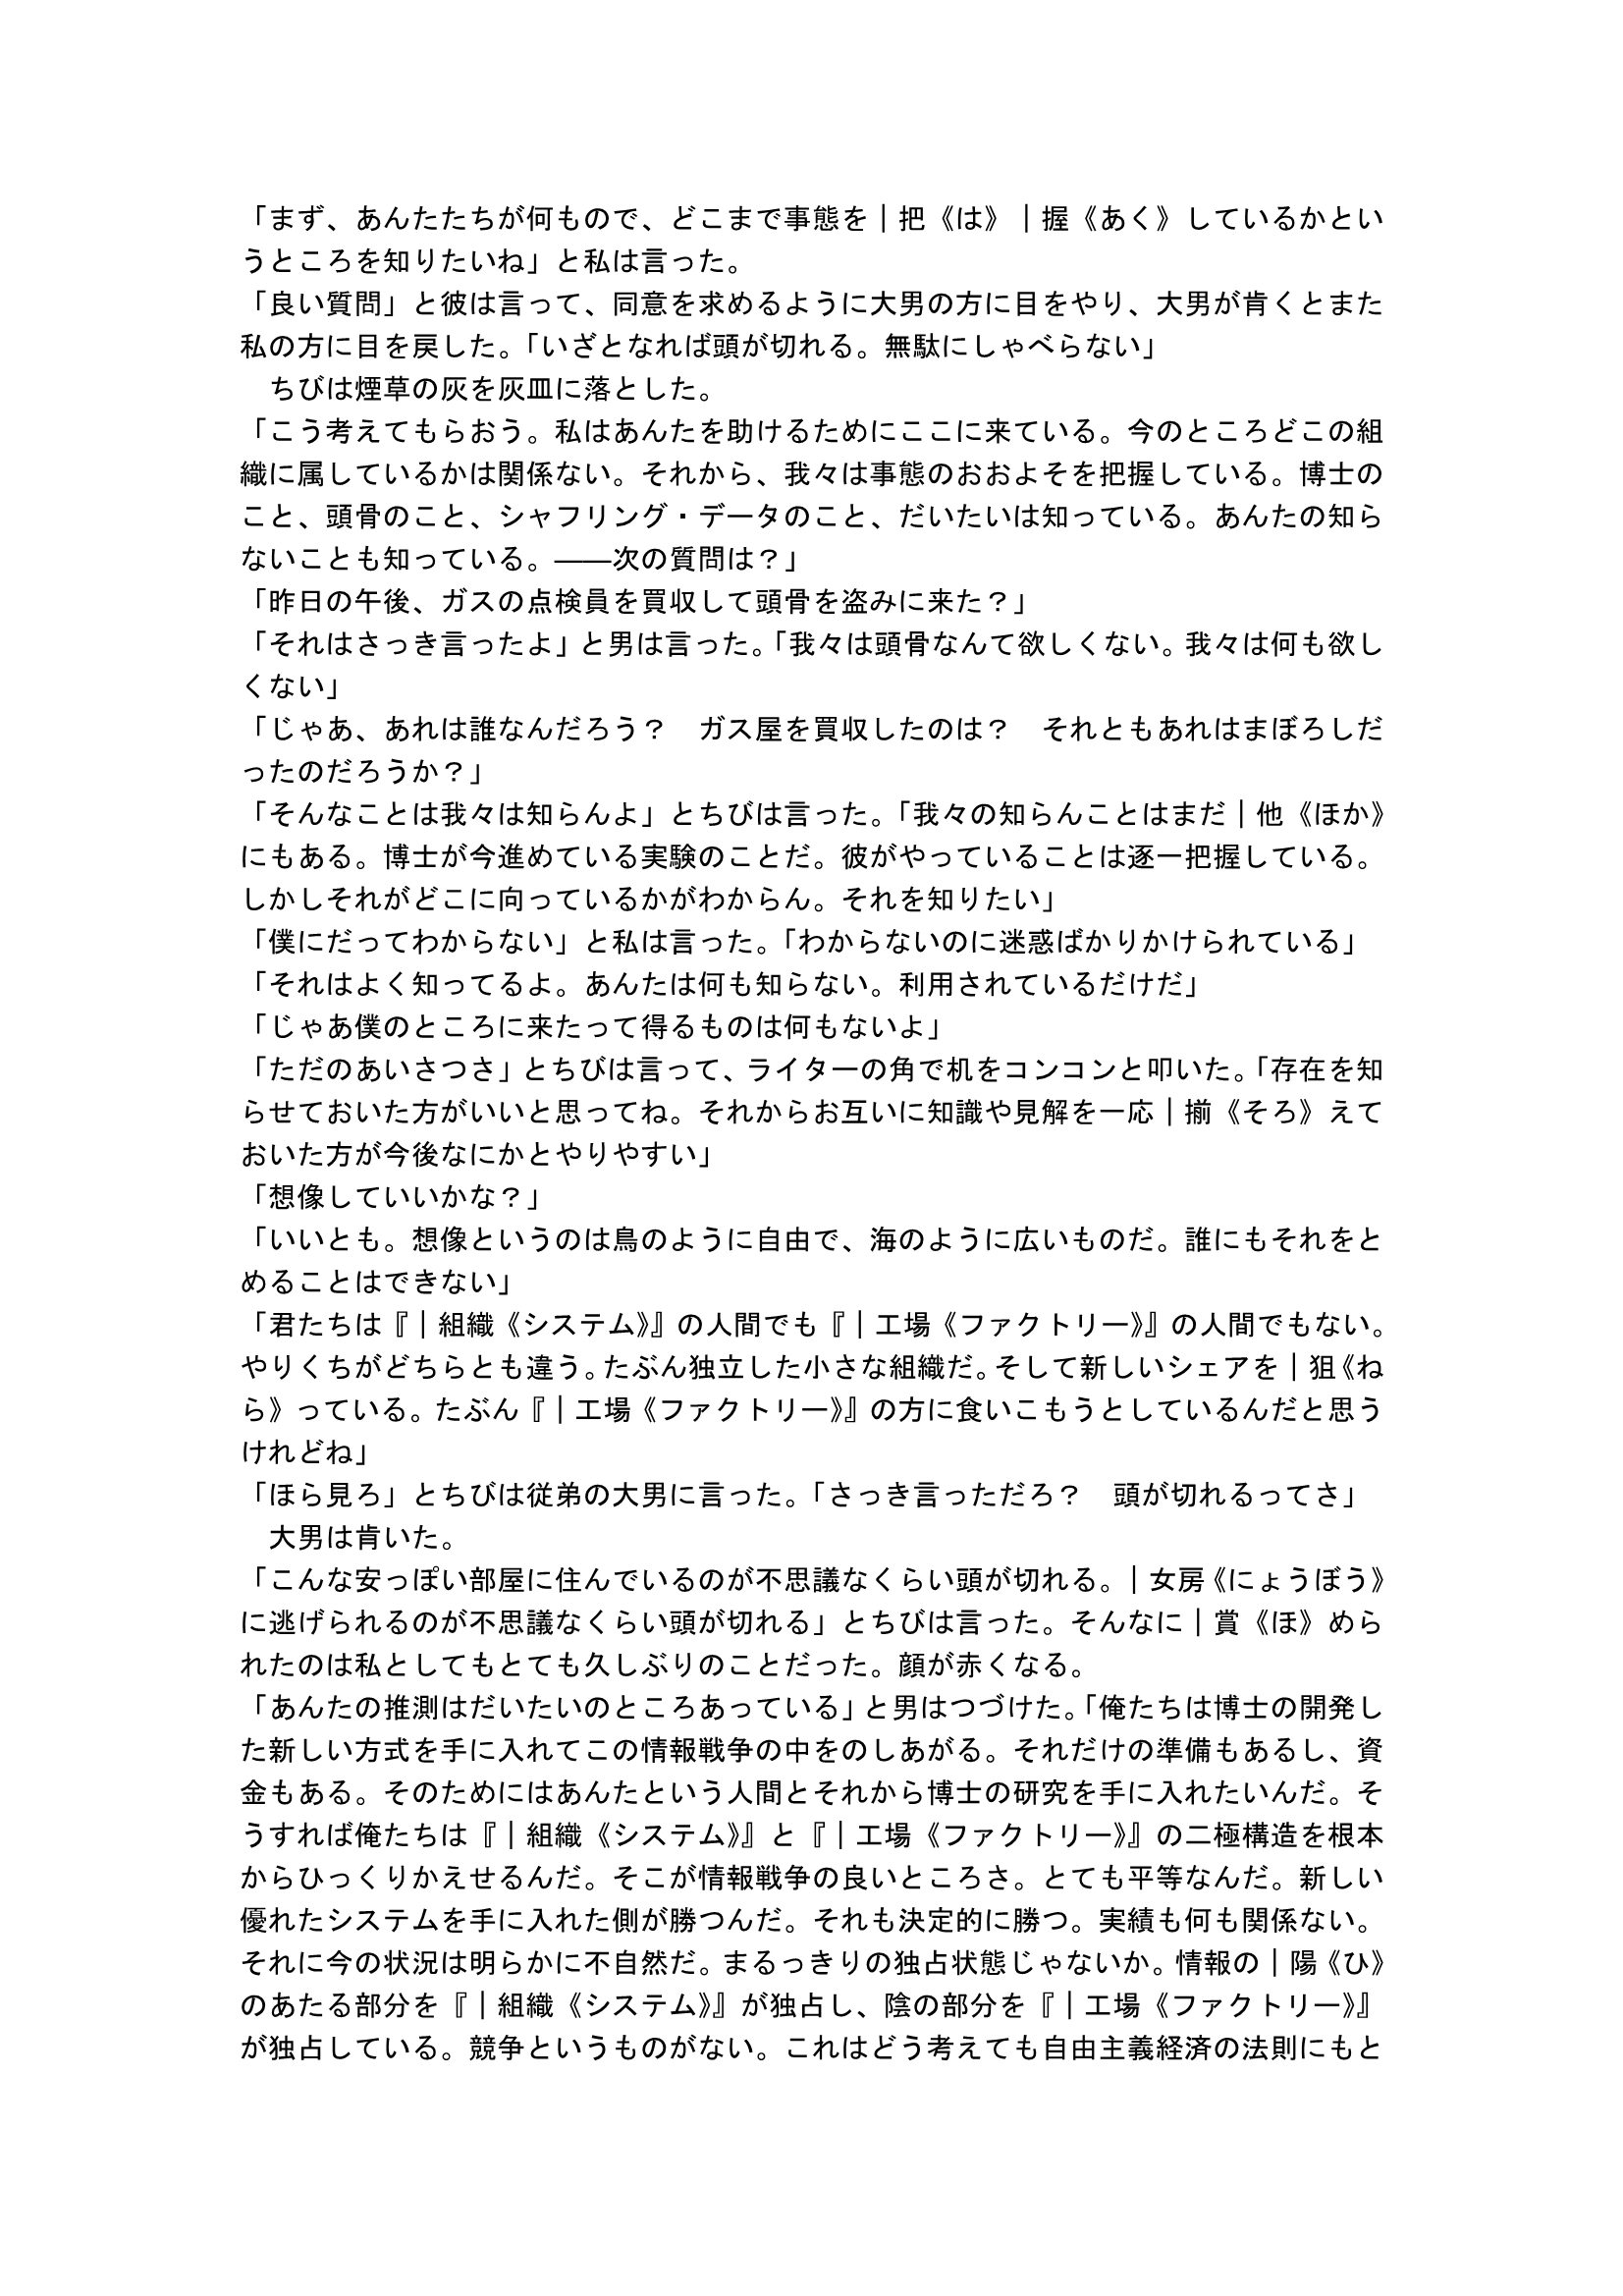 「まず、あんたたちが何もので、どこまで事態を｜把《は》｜握《あく》しているかとい
うところを知りたいね」と私は言った。
「良い質問」と彼は言って、同意を求めるように大男の方に目をやり、大男が肯くとまた
私の方に目を戻した。「いざとなれば頭が切れる。無駄にしゃべらない」
　ちびは煙草の灰を灰皿に落とした。
「こう考えてもらおう。私はあんたを助けるためにここに来ている。今のところどこの組
織に属しているかは関係ない。それから、我々は事態のおおよそを把握している。博士の
こと、頭骨のこと、シャフリング・データのこと、だいたいは知っている。あんたの知ら
ないことも知っている。――次の質問は？」
「昨日の午後、ガスの点検員を買収して頭骨を盗みに来た？」
「それはさっき言ったよ」と男は言った。「我々は頭骨なんて欲しくない。我々は何も欲し
くない」
「じゃあ、あれは誰なんだろう？　ガス屋を買収したのは？　それともあれはまぼろしだ
ったのだろうか？」
「そんなことは我々は知らんよ」とちびは言った。「我々の知らんことはまだ｜他《ほか》
にもある。博士が今進めている実験のことだ。彼がやっていることは逐一把握している。
しかしそれがどこに向っているかがわからん。それを知りたい」
「僕にだってわからない」と私は言った。「わからないのに迷惑ばかりかけられている」
「それはよく知ってるよ。あんたは何も知らない。利用されているだけだ」
「じゃあ僕のところに来たって得るものは何もないよ」
「ただのあいさつさ」とちびは言って、ライターの角で机をコンコンと叩いた。「存在を知
らせておいた方がいいと思ってね。それからお互いに知識や見解を一応｜揃《そろ》えて
おいた方が今後なにかとやりやすい」
「想像していいかな？」
「いいとも。想像というのは鳥のように自由で、海のように広いものだ。誰にもそれをと
めることはできない」
「君たちは『｜組織《システム》』の人間でも『｜工場《ファクトリー》』の人間でもない。
やりくちがどちらとも違う。たぶん独立した小さな組織だ。そして新しいシェアを｜狙《ね
ら》っている。たぶん『｜工場《ファクトリー》』の方に食いこもうとしているんだと思う
けれどね」
「ほら見ろ」とちびは従弟の大男に言った。「さっき言っただろ？　頭が切れるってさ」
　大男は肯いた。
「こんな安っぽい部屋に住んでいるのが不思議なくらい頭が切れる。｜女房《にょうぼう》
に逃げられるのが不思議なくらい頭が切れる」とちびは言った。そんなに｜賞《ほ》めら
れたのは私としてもとても久しぶりのことだった。顔が赤くなる。
「あんたの推測はだいたいのところあっている」と男はつづけた。「俺たちは博士の開発し
た新しい方式を手に入れてこの情報戦争の中をのしあがる。それだけの準備もあるし、資
金もある。そのためにはあんたという人間とそれから博士の研究を手に入れたいんだ。そ
うすれば俺たちは『｜組織《システム》』と『｜工場《ファクトリー》』の二極構造を根本
からひっくりかえせるんだ。そこが情報戦争の良いところさ。とても平等なんだ。新しい
優れたシステムを手に入れた側が勝つんだ。それも決定的に勝つ。実績も何も関係ない。
それに今の状況は明らかに不自然だ。まるっきりの独占状態じゃないか。情報の｜陽《ひ》
のあたる部分を『｜組織《システム》』が独占し、陰の部分を『｜工場《ファクトリー》』
が独占している。競争というものがない。これはどう考えても自由主義経済の法則にもと